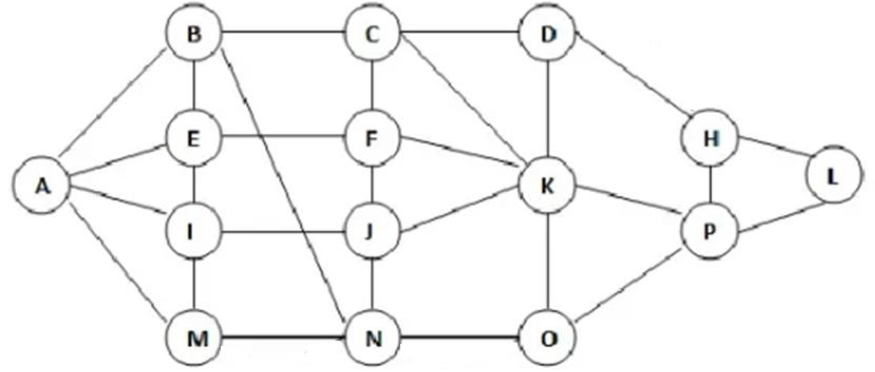 B C D
E F H
A K L
I J P
M N O